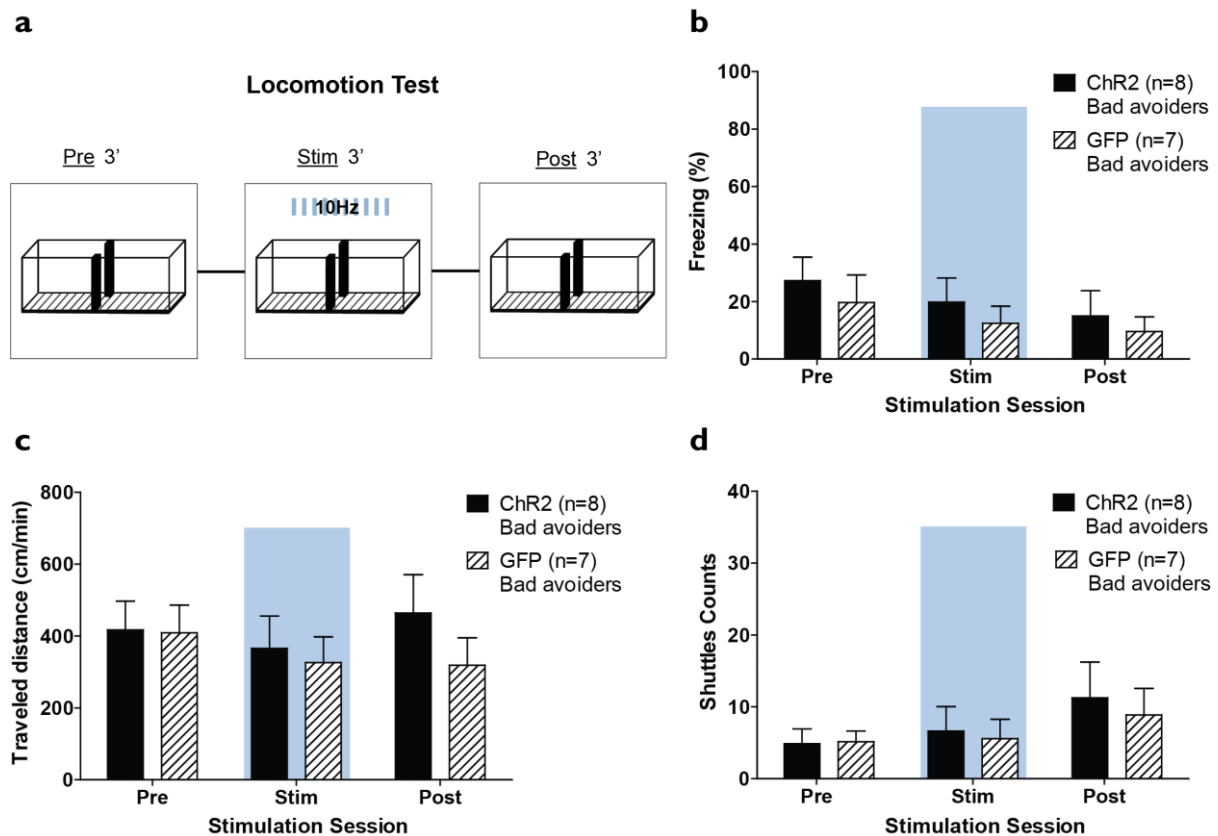 a
Locomotion Test
Pre 3’
Stim 3’
Post 3’
10Hz
b
100
80
60
40
20
0
Freezing (%)
ChR2 (n=8)
Bad avoiders
GFP (n=7)
Bad avoiders
Pre
Stim
Post
Stimulation Session
c
800
600
400
200
0
Traveled distance (cm/min)
ChR2 (n=8)
Bad avoiders
GFP (n=7)
Bad avoiders
Pre
Stim
Post
Stimulation Session
d
40
30
20
10
0
Shuttles Counts
ChR2 (n=8)
Bad avoiders
GFP (n=7)
Bad avoiders
Pre
Stim
Post
Stimulation Session